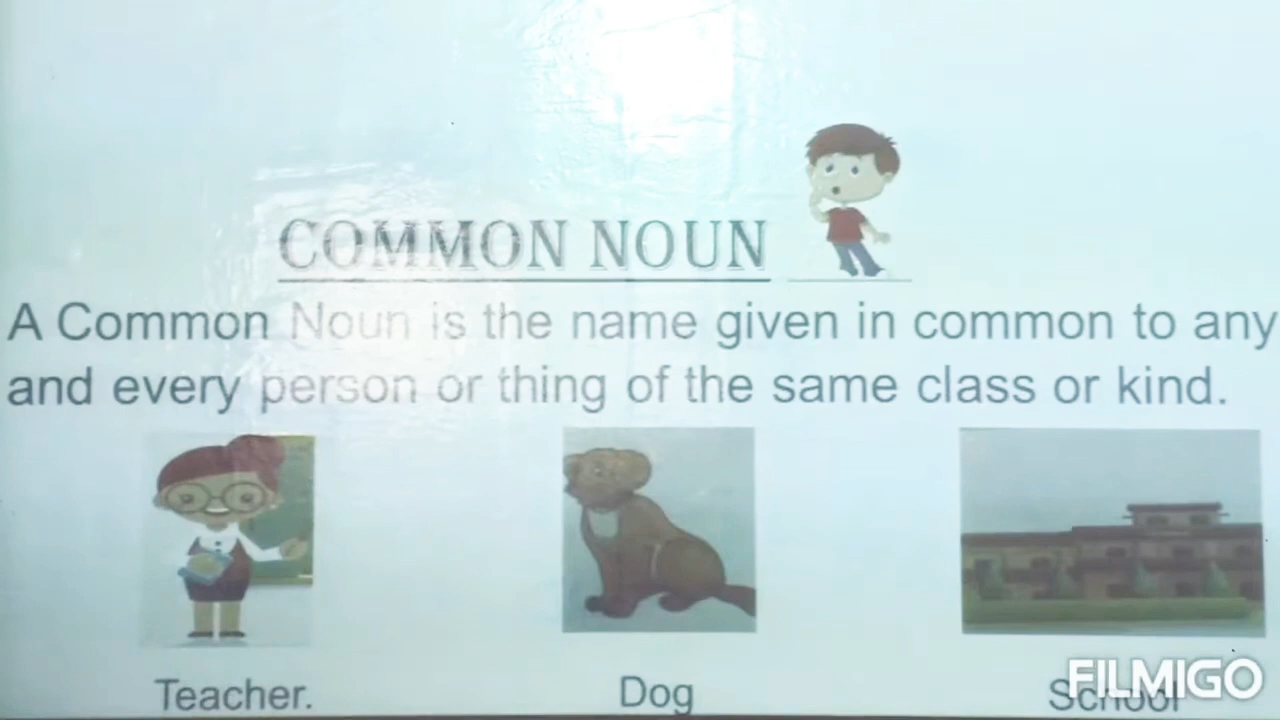 COMMON NOUN
A Common Noun is the name given in common to any
and every person or thing of the same class or kind.
Teacher.
Dog
School
FILMIGO